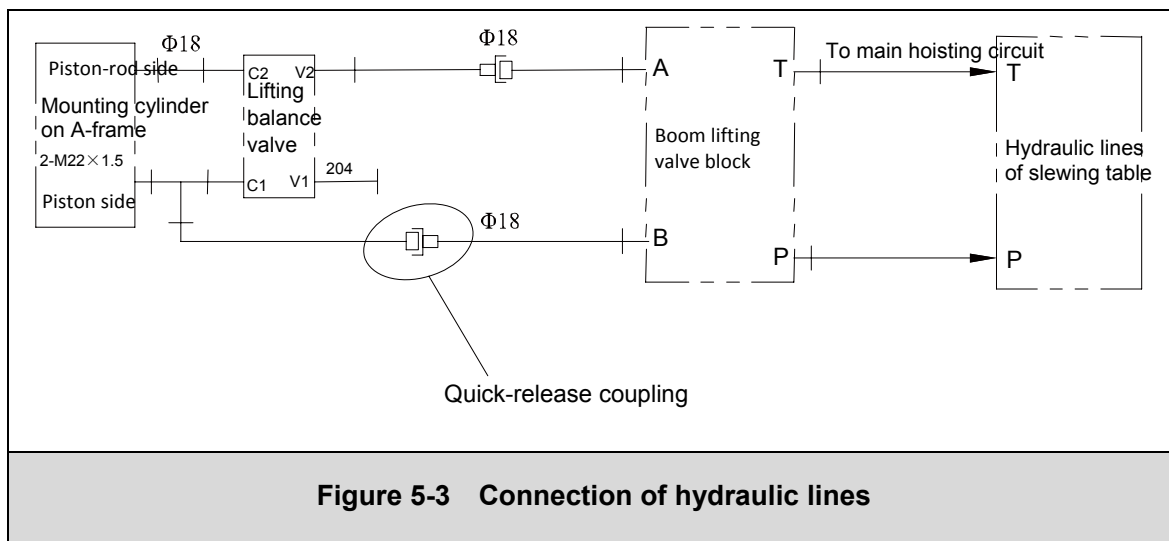 Piston-rod side
Φ18
Mounting cylinder
on A-frame
2-M22×1.5
Piston side
C2
V2
Lifting
balance
valve
C1
V1
204
Φ18
Φ18
A
T
Boom lifting
valve block
B
P
To main hoisting circuit
T
Hydraulic lines
of slewing table
P
Quick-release coupling
Figure 5-3 Connection of hydraulic lines